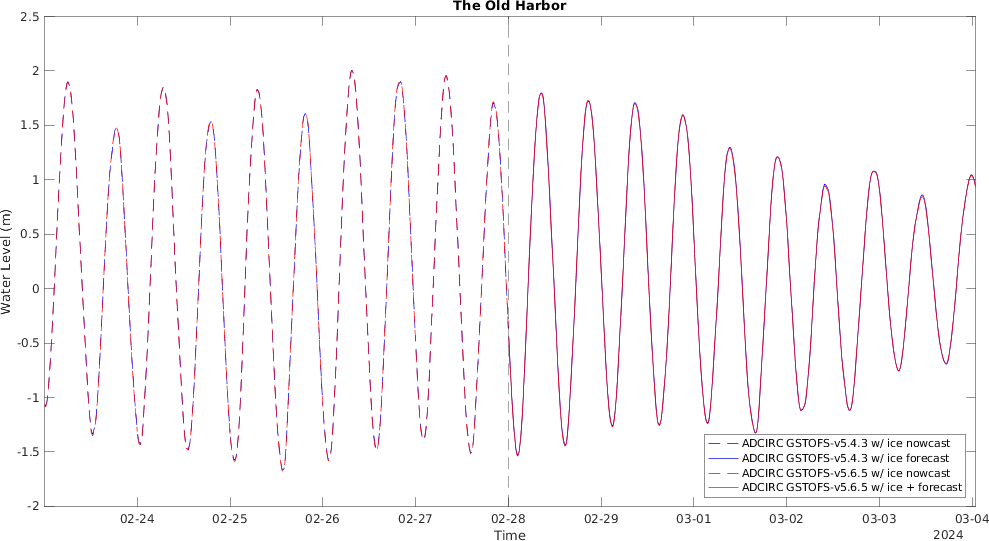 The Old Harbor
2.5
2
1.5
1
0.5
0
-0.5
-1
-1.5
-2
Water Level (m)
ADCIRC GSTOFS-v5.4.3 w/ ice nowcast
ADCIRC GSTOFS-v5.4.3 w/ ice forecast
ADCIRC GSTOFS-v5.6.5 w/ ice nowcast
ADCIRC GSTOFS-v5.6.5 w/ ice + forecast
02-24 02-25 02-26 02-27 02-28 02-29 03-01 03-02 03-03 03-04
Time
2024